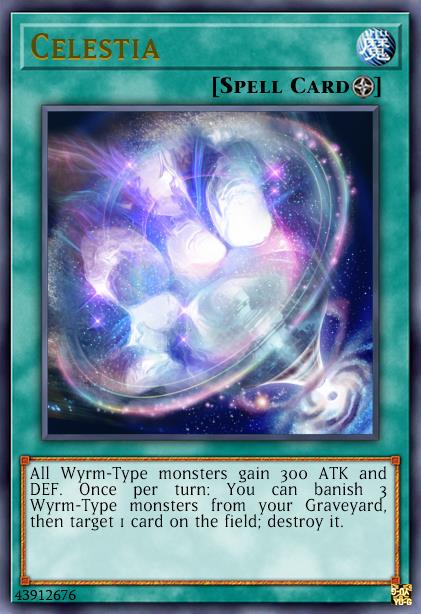 Celestia
魔
[Spell Card]
All Wyrm-Type monsters gain 300 ATK and
DEF. Once per turn: You can banish 3
Wyrm-Type monsters from your Graveyard,
then target 1 card on the field; destroy it.
43912676